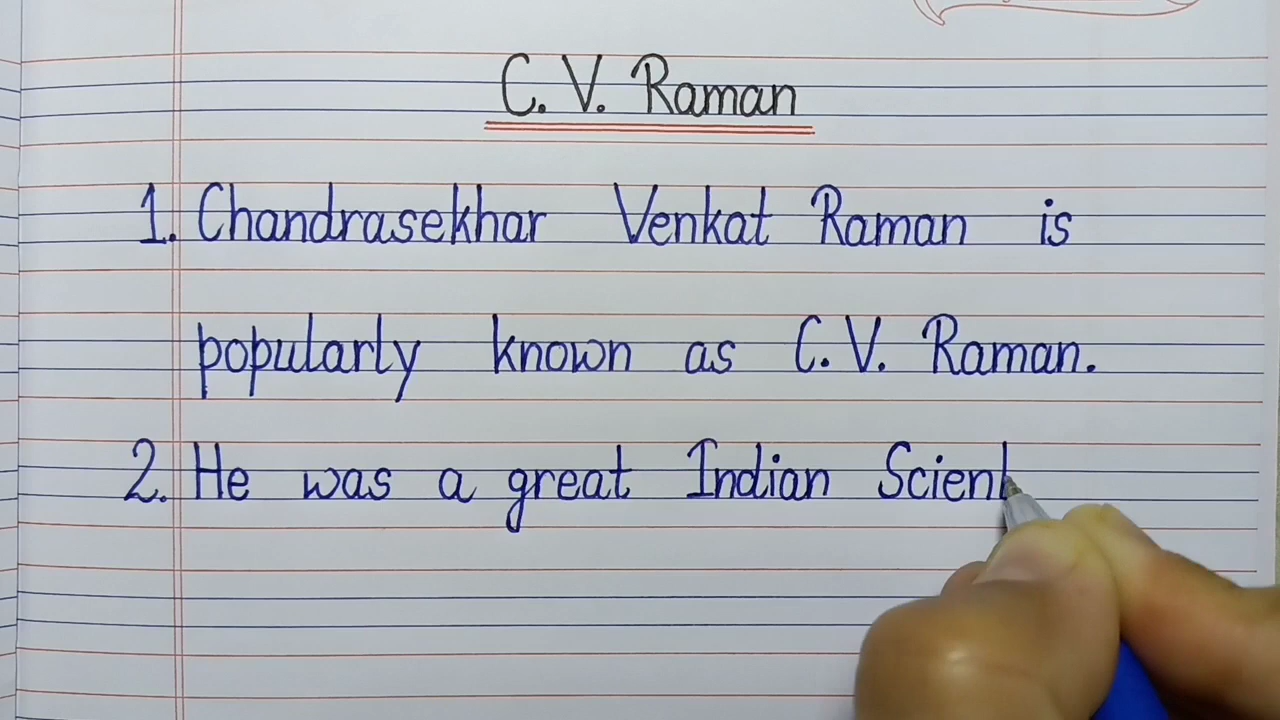 C. V. Raman
1. Chandrasekhar Venkat Raman is
popularly known as C. V. Raman.
2. He was a great Indian Scient